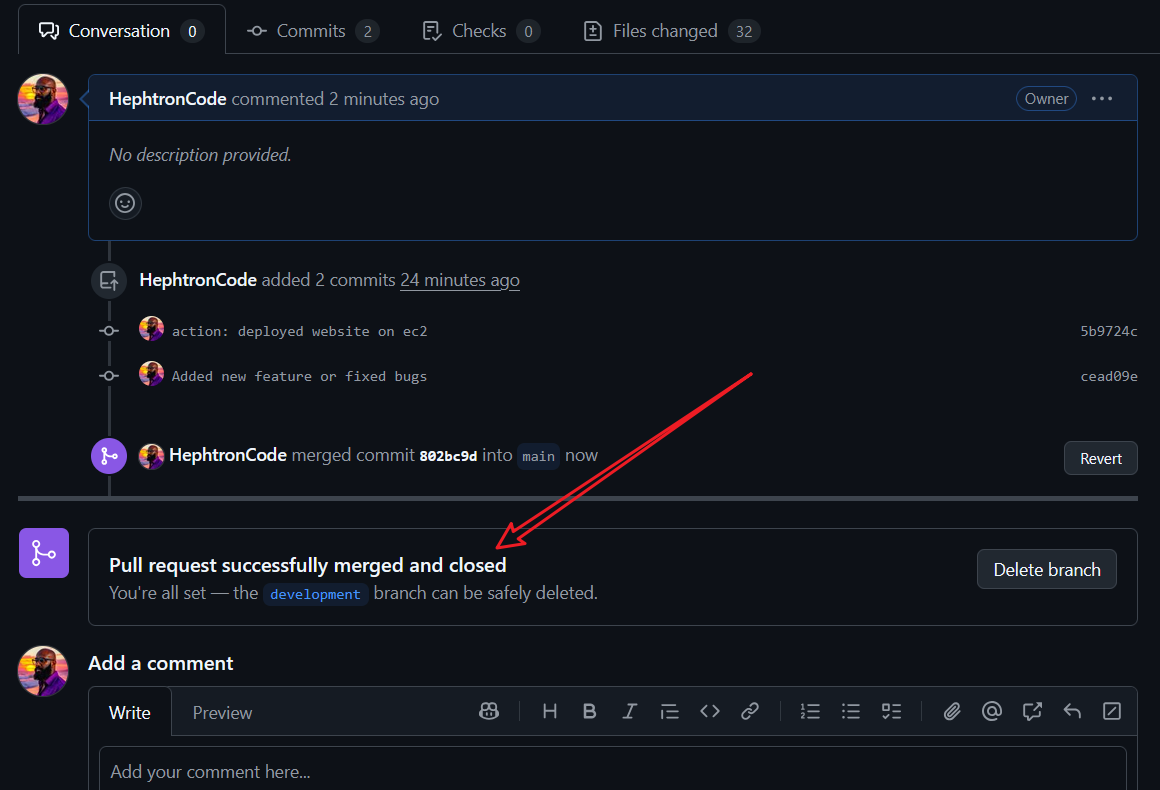 Conversation 0 Commits 2 Checks 0 Files changed 32
HephtronCode commented 2 minutes ago Owner
No description provided.
HephtronCode added 2 commits 24 minutes ago
action: deployed website on ec2 5b9724c
Added new feature or fixed bugs cead09e
HephtronCode merged commit 802bc9d into main now Revert
Pull request successfully merged and closed
You're all set — the development branch can be safely deleted.
Delete branch
Add a comment
Write Preview
Add your comment here...